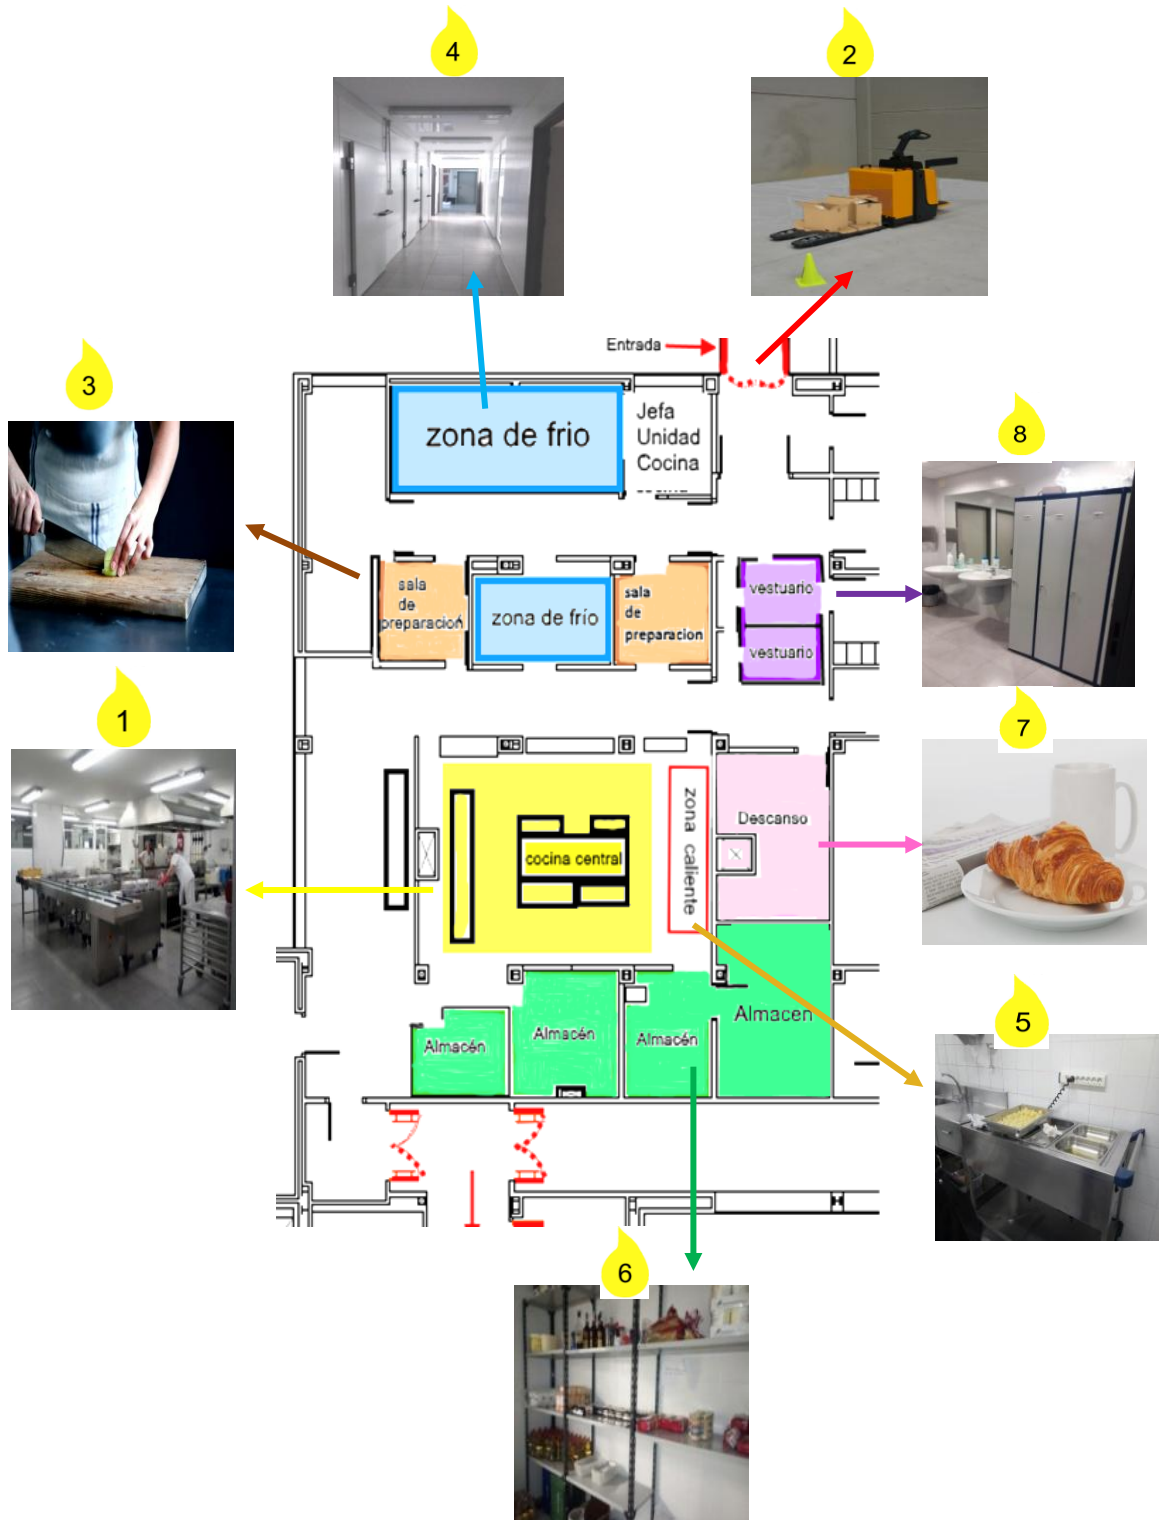 4
2
Entrada
3
zona de frio
Jefa
Unidad
Cocina
8
sala
de
preparación
zona de frío
sala
de
preparacion
vestuario
vestuario
1
7
zona caliente
Descanso
cocina central
5
Almacen
Almacén
Almacén
Almacén
6